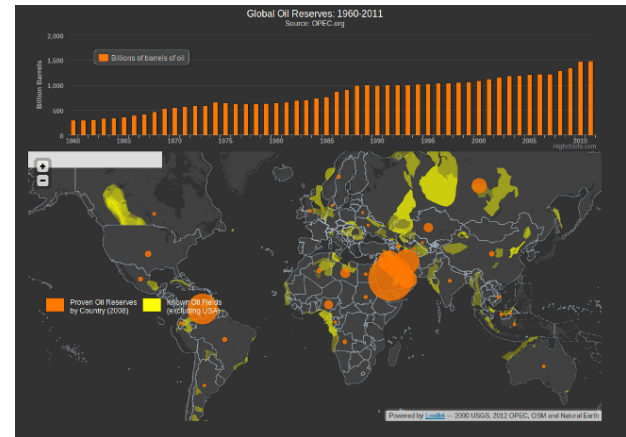 Global Oil Reserves: 1960-2011
Source: OPEC.org
Billion Barrels
2,000
1,500
1,000
500
0
Billions of barrels of oil
1960 1965 1970 1975 1980 1985 1990 1995 2000 2005 2010
Highcharts.com
+
−
Proven Oil Reserves
by Country (2008)
Known Oil Fields
(excluding USA)
Powered by Leaflet — 2000 USGS, 2012 OPEC, OSM and Natural Earth